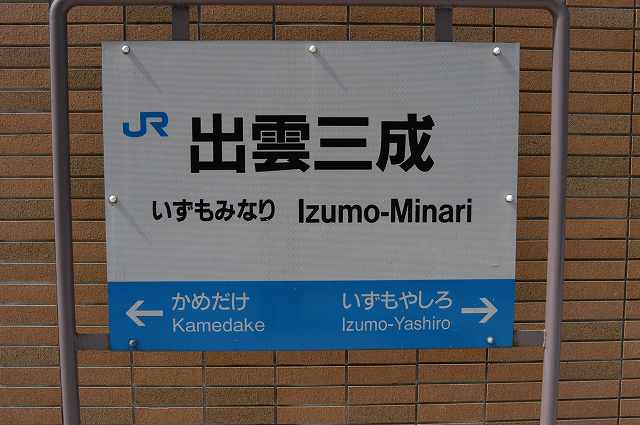 JR 出雲三成
いずもみなり Izumo-Minari
← かめだけ いずもやしろ →
Kamedake Izumo-Yashiro